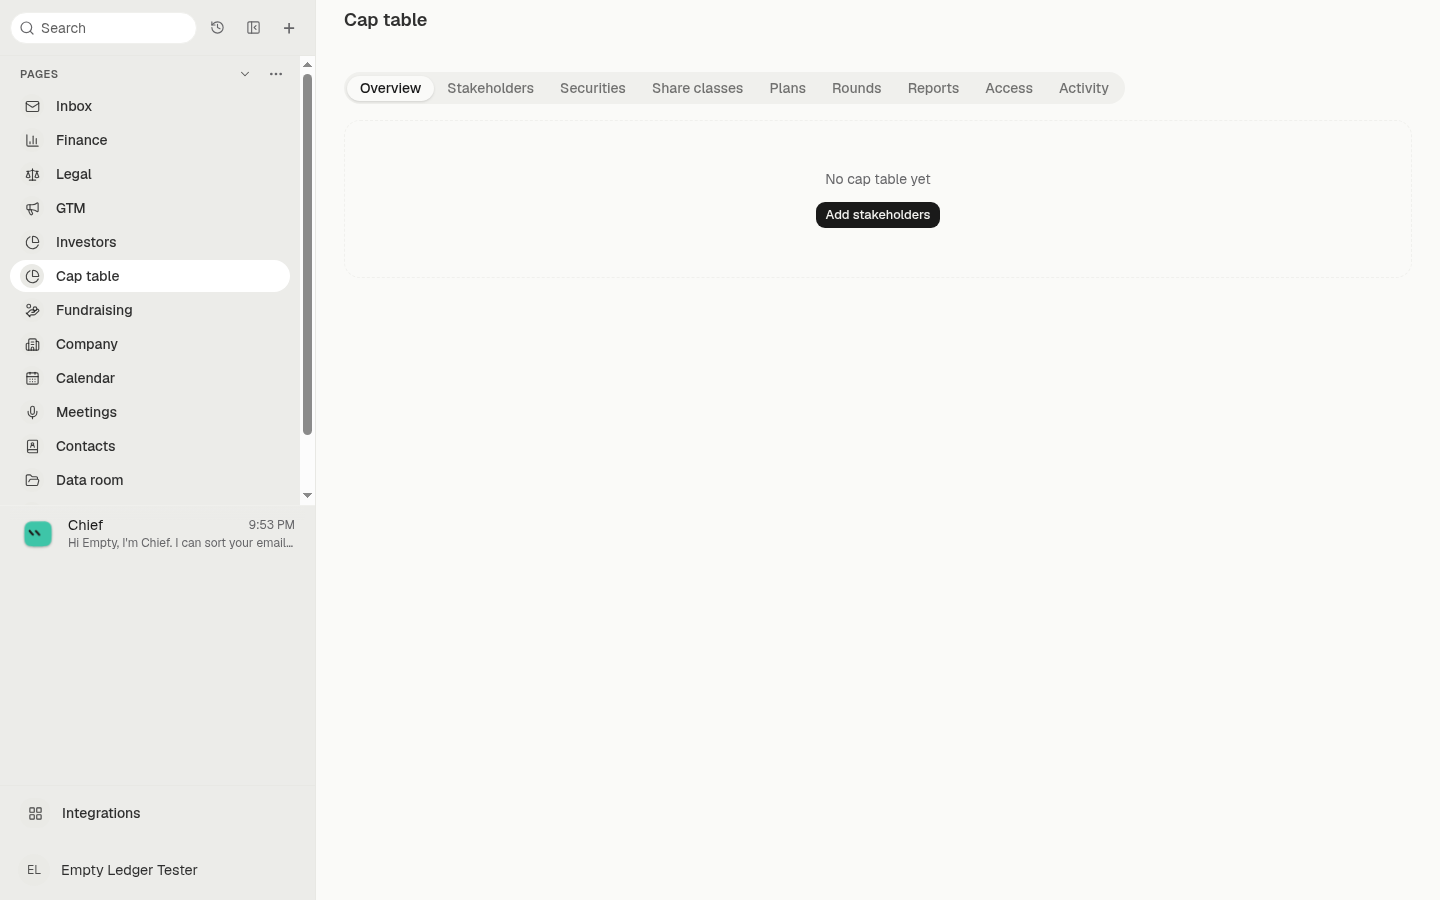 Search
PAGES
Inbox
Finance
Legal
GTM
Investors
Cap table
Fundraising
Company
Calendar
Meetings
Contacts
Data room
Chief
9:53 PM
Hi Empty, I'm Chief. I can sort your email…
Integrations
EL
Empty Ledger Tester
Cap table
Overview
Stakeholders
Securities
Share classes
Plans
Rounds
Reports
Access
Activity
No cap table yet
Add stakeholders